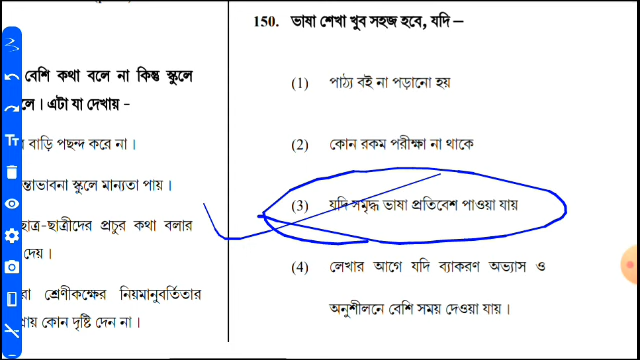 150. ভাষা শেখা খুব সহজ হবে, যদি –
বেশি কথা বলে না কিন্তু স্কুলে
লে। এটা যা দেখায় -
(1) পাঠ্য বই না পড়ানো হয়
বাড়ি পছন্দ করে না।
(2) কোন রকম পরীক্ষা না থাকে
ন্তাভাবনা স্কুলে মান্যতা পায়।
(3) যদি সমৃদ্ধ ভাষা প্রতিবেশ পাওয়া যায়
ছাত্র-ছাত্রীদের প্রচুর কথা বলার
দেয়।
(4) লেখার আগে যদি ব্যাকরণ অভ্যাস ও
রা শ্রেণীকক্ষের নিয়মানুবর্তিতার
অনুশীলনে বেশি সময় দেওয়া যায়।
প্রায় কোন দৃষ্টি দেন না।